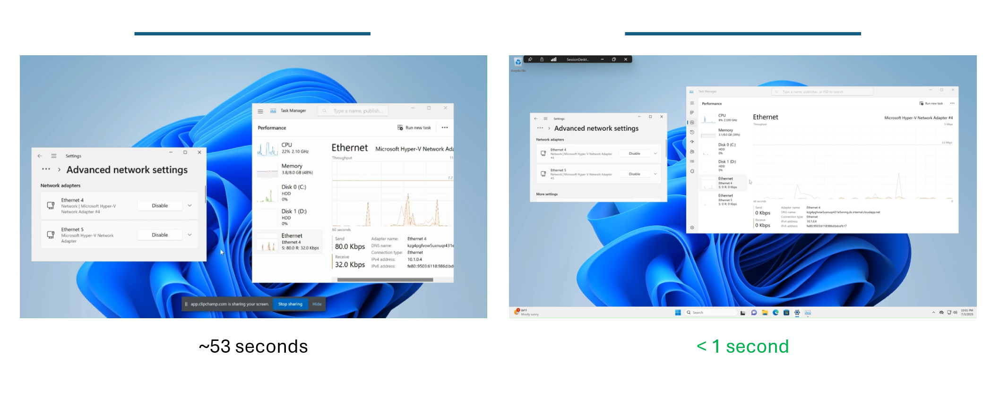 Settings
Advanced network settings
Network adapters
Ethernet 4
Network | Microsoft Hyper-V
Network Adapter #4
Disable
Ethernet 5
Microsoft Hyper-V Network
Adapter
Disable
Task Manager
Type a name, publish...
Performance
Run new task
CPU
22% 2.10 GHz
Memory
3.8/8.0 GB (48%)
Disk 0 (C:)
HDD
0%
Disk 1 (D:)
HDD
0%
Ethernet
Ethernet 4
S: 80.0 R: 32.0 Kbps
Ethernet
Microsoft Hyper-V Network Ada
Throughput
11
7.7
60 seconds
Send
80.0 Kbps
Receive
32.0 Kbps
Adapter name: Ethernet 4
DNS name: kzg4pgfvow5uxnuqr431e
Connection type: Ethernet
IPv4 address: 10.1.0.4
IPv6 address: fe80::9503:6118:986d:bd
app.clipchamp.com is sharing your screen.
Stop sharing
Hide
~53 seconds
Recycle Bin
SessionDeskt...
Settings
Advanced network settings
Network adapters
Ethernet 4
Network | Microsoft Hyper-V Network Adapter
#4
Disable
Ethernet 5
Network | Microsoft Hyper-V Network Adapter
#5
Disable
More settings
Task Manager
Type a name, publisher, or PID to search
Performance
Run new task
CPU
8% 2.330 GHz
Memory
3.1/8.0 GB (39%)
Disk 0 (C:)
HDD
0%
Disk 1 (D:)
HDD
0%
Ethernet
Ethernet 4
S: 0 R: 0 Kbps
Ethernet
Ethernet 5
S: 0 R: 0 Kbps
Ethernet
Microsoft Hyper-V Network Adapter #4
Throughput
5 Mbps
3.6 Mbps
60 seconds
0
Send
0 Kbps
Receive
0 Kbps
Adapter name: Ethernet 4
DNS name:
Connection type: Ethernet
IPv4 address: 10.1.0.4
IPv6 address: fe80::9503:6118:986d:bdce%17
1
84°F
Mostly sunny
Search
10:01 PM
7/3/2023
< 1 second